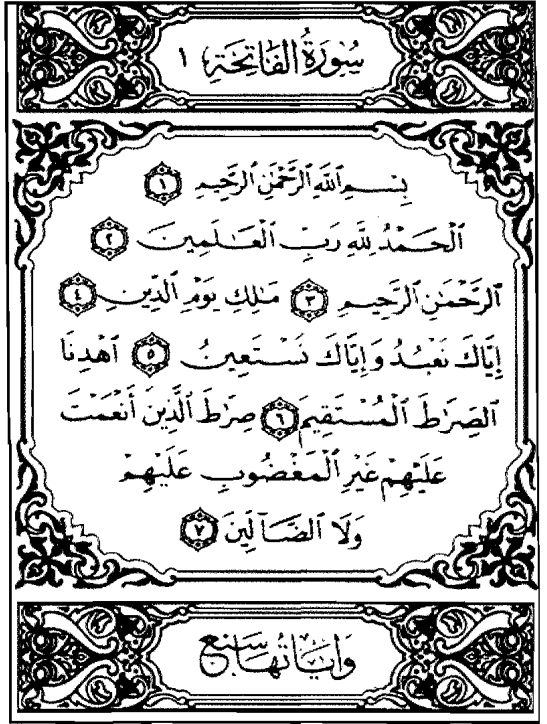 سُورَةُ الفَاتِحَةِ ١
بِسْمِ ٱللَّهِ ٱلرَّحْمَٰنِ ٱلرَّحِيمِ ١
ٱلْحَمْدُ لِلَّهِ رَبِّ ٱلْعَٰلَمِينَ ٢
ٱلرَّحْمَٰنِ ٱلرَّحِيمِ ٣ مَٰلِكِ يَوْمِ ٱلدِّينِ ٤
إِيَّاكَ نَعْبُدُ وَإِيَّاكَ نَسْتَعِينُ ٥ ٱهْدِنَا
ٱلصِّرَٰطَ ٱلْمُسْتَقِيمَ ٦ صِرَٰطَ ٱلَّذِينَ أَنْعَمْتَ
عَلَيْهِمْ غَيْرِ ٱلْمَغْضُوبِ عَلَيْهِمْ
وَلَا ٱلضَّآلِّينَ ٧
وَآيَاتُهَا سَبْعٌ